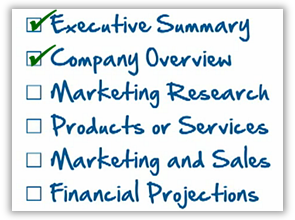 Executive Summary
Company Overview
Marketing Research
Products or Services
Marketing and Sales
Financial Projections